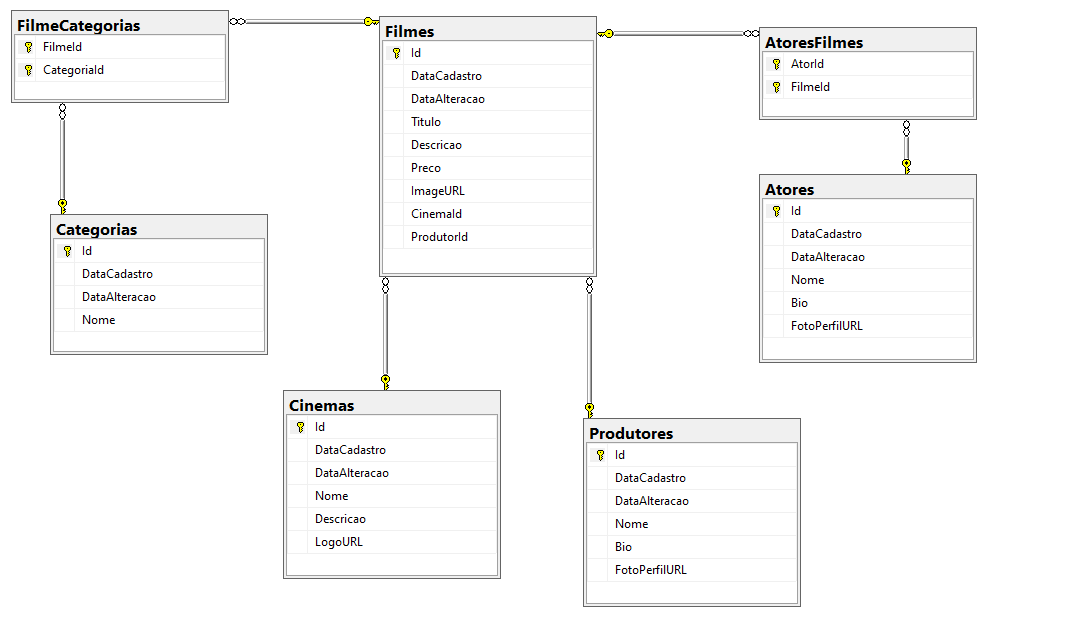 FilmeCategorias
FilmeId
CategoriaId
Filmes
Id
DataCadastro
DataAlteracao
Titulo
Descricao
Preco
ImageURL
CinemaId
ProdutorId
AtoresFilmes
AtorId
FilmeId
Atores
Id
DataCadastro
DataAlteracao
Nome
Bio
FotoPerfilURL
Categorias
Id
DataCadastro
DataAlteracao
Nome
Cinemas
Id
DataCadastro
DataAlteracao
Nome
Descricao
LogoURL
Produtores
Id
DataCadastro
DataAlteracao
Nome
Bio
FotoPerfilURL